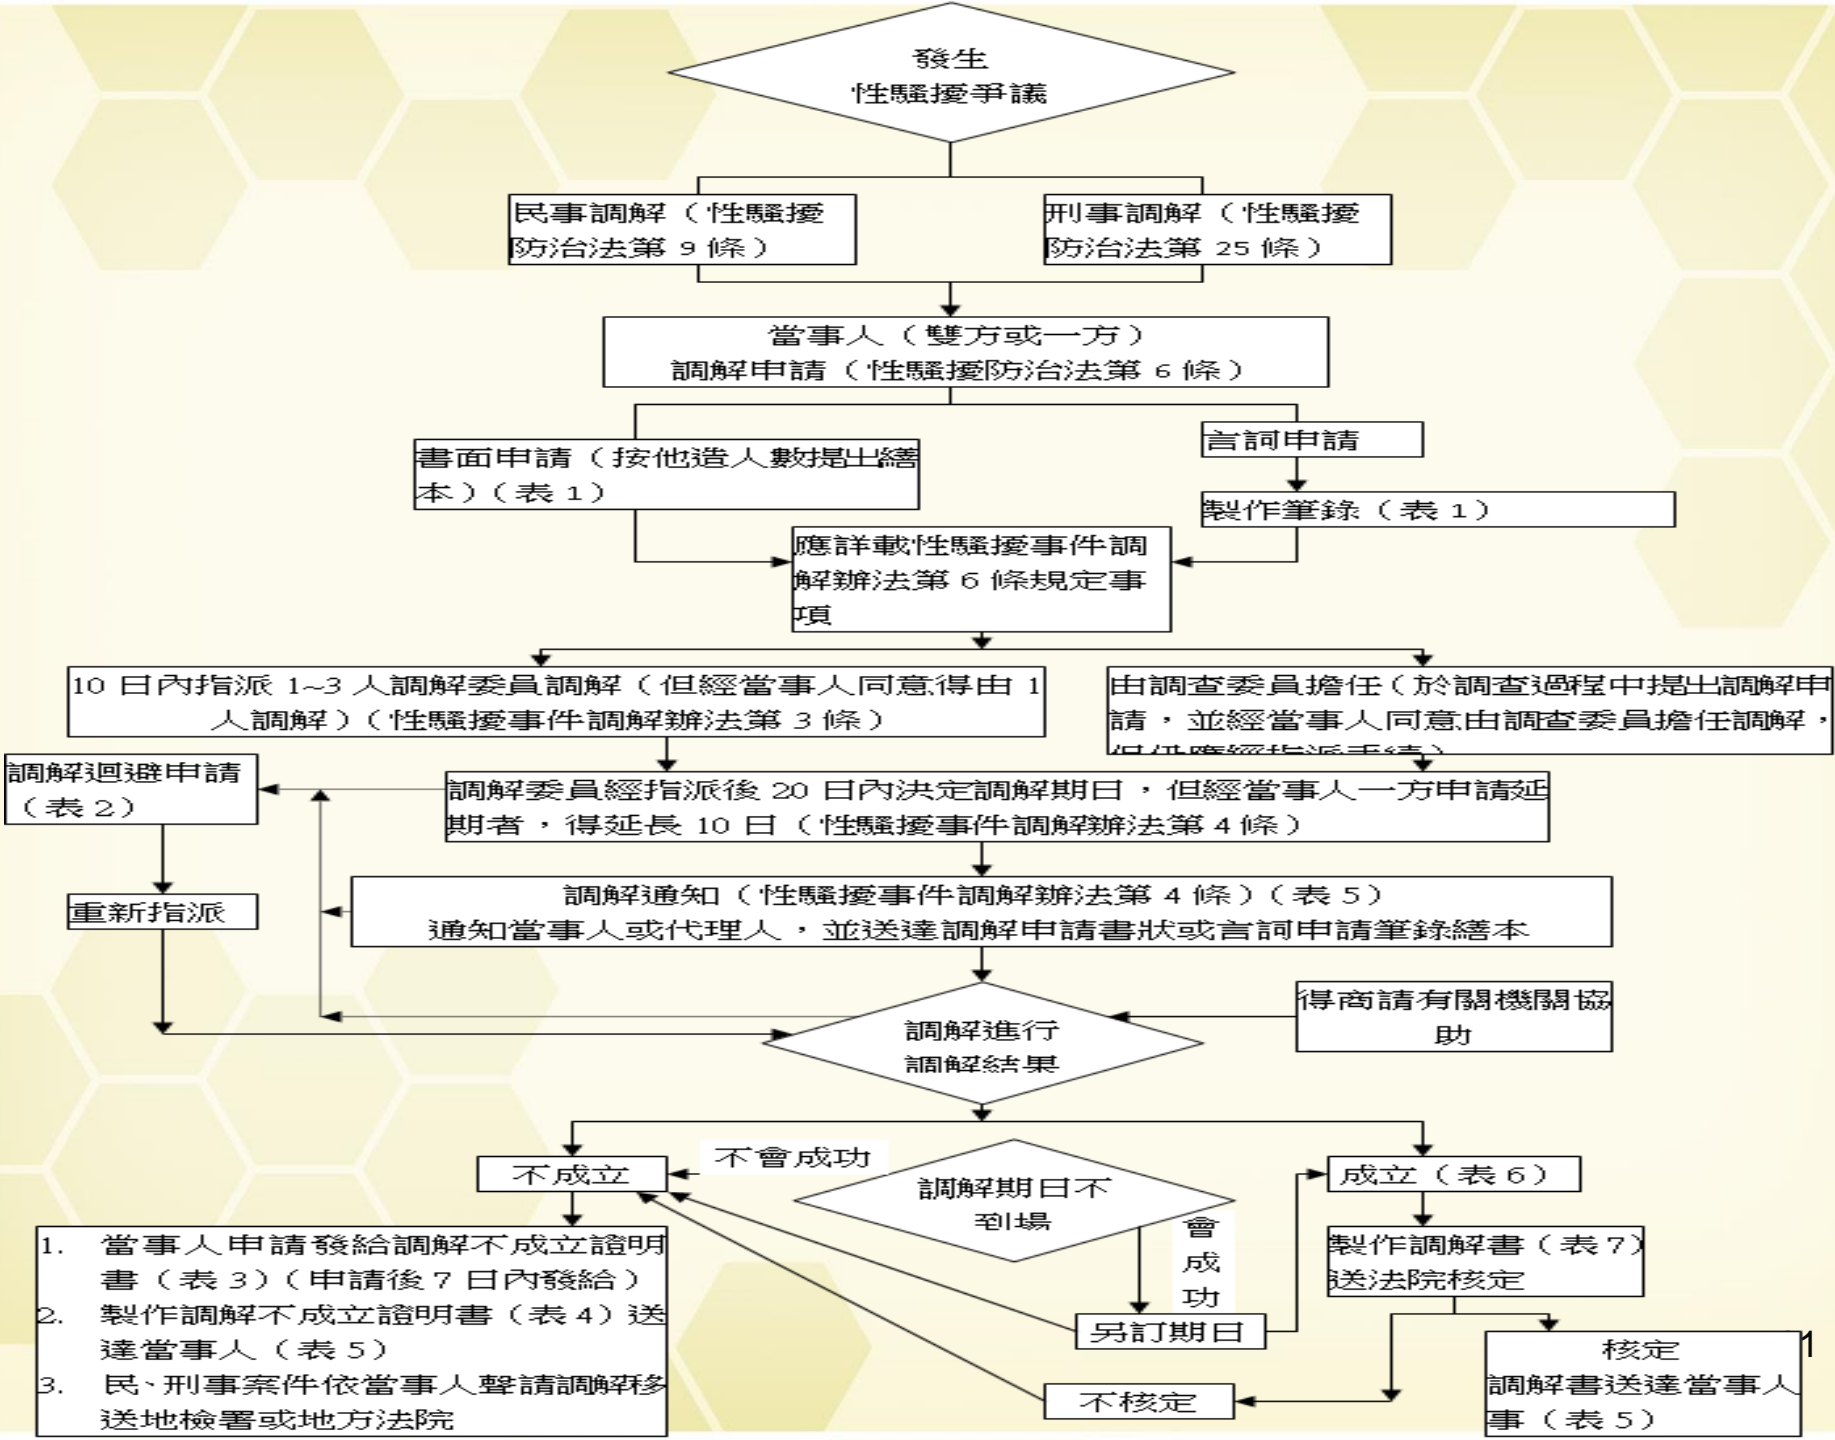 發生
性騷擾爭議
民事調解（性騷擾
防治法第 9 條）
刑事調解（性騷擾
防治法第 25 條）
當事人（雙方或一方）
調解申請（性騷擾防治法第 6 條）
書面申請（按他造人數提出繕
本）（表 1）
言詞申請
製作筆錄（表 1）
應詳載性騷擾事件調
解辦法第 6 條規定事
項
10 日內指派 1~3 人調解委員調解（但經當事人同意得由 1
人調解）（性騷擾事件調解辦法第 3 條）
由調查委員擔任（於調查過程中提出調解申
請，並經當事人同意由調查委員擔任調解，
但仍應經指派手續）
調解迴避申請
（表 2）
調解委員經指派後 20 日內決定調解期日，但經當事人一方申請延
期者，得延長 10 日（性騷擾事件調解辦法第 4 條）
重新指派
調解通知（性騷擾事件調解辦法第 4 條）（表 5）
通知當事人或代理人，並送達調解申請書狀或言詞申請筆錄繕本
得商請有關機關協
助
調解進行
調解結果
不成立
不會成功
調解期日不
到場
會
成
功
成立（表 6）
1. 當事人申請發給調解不成立證明
書（表 3）（申請後 7 日內發給）
2. 製作調解不成立證明書（表 4）送
達當事人（表 5）
3. 民、刑事案件依當事人聲請調解移
送地檢署或地方法院
另訂期日
製作調解書（表 7）
送法院核定
不核定
核定
調解書送達當事人
事（表 5）
1